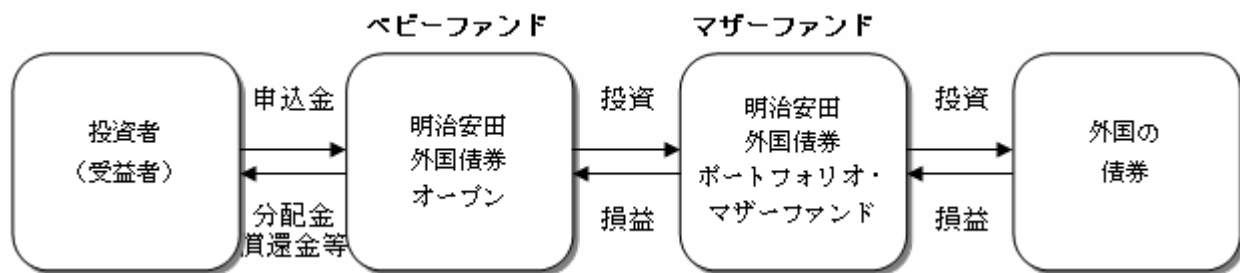 ベビーファンド
マザーファンド
投資者
（受益者）
申込金
分配金
償還金等
明治安田
外国債券
オープン
投資
損益
明治安田
外国債券
ポートフォリオ・
マザーファンド
投資
損益
外国の
債券